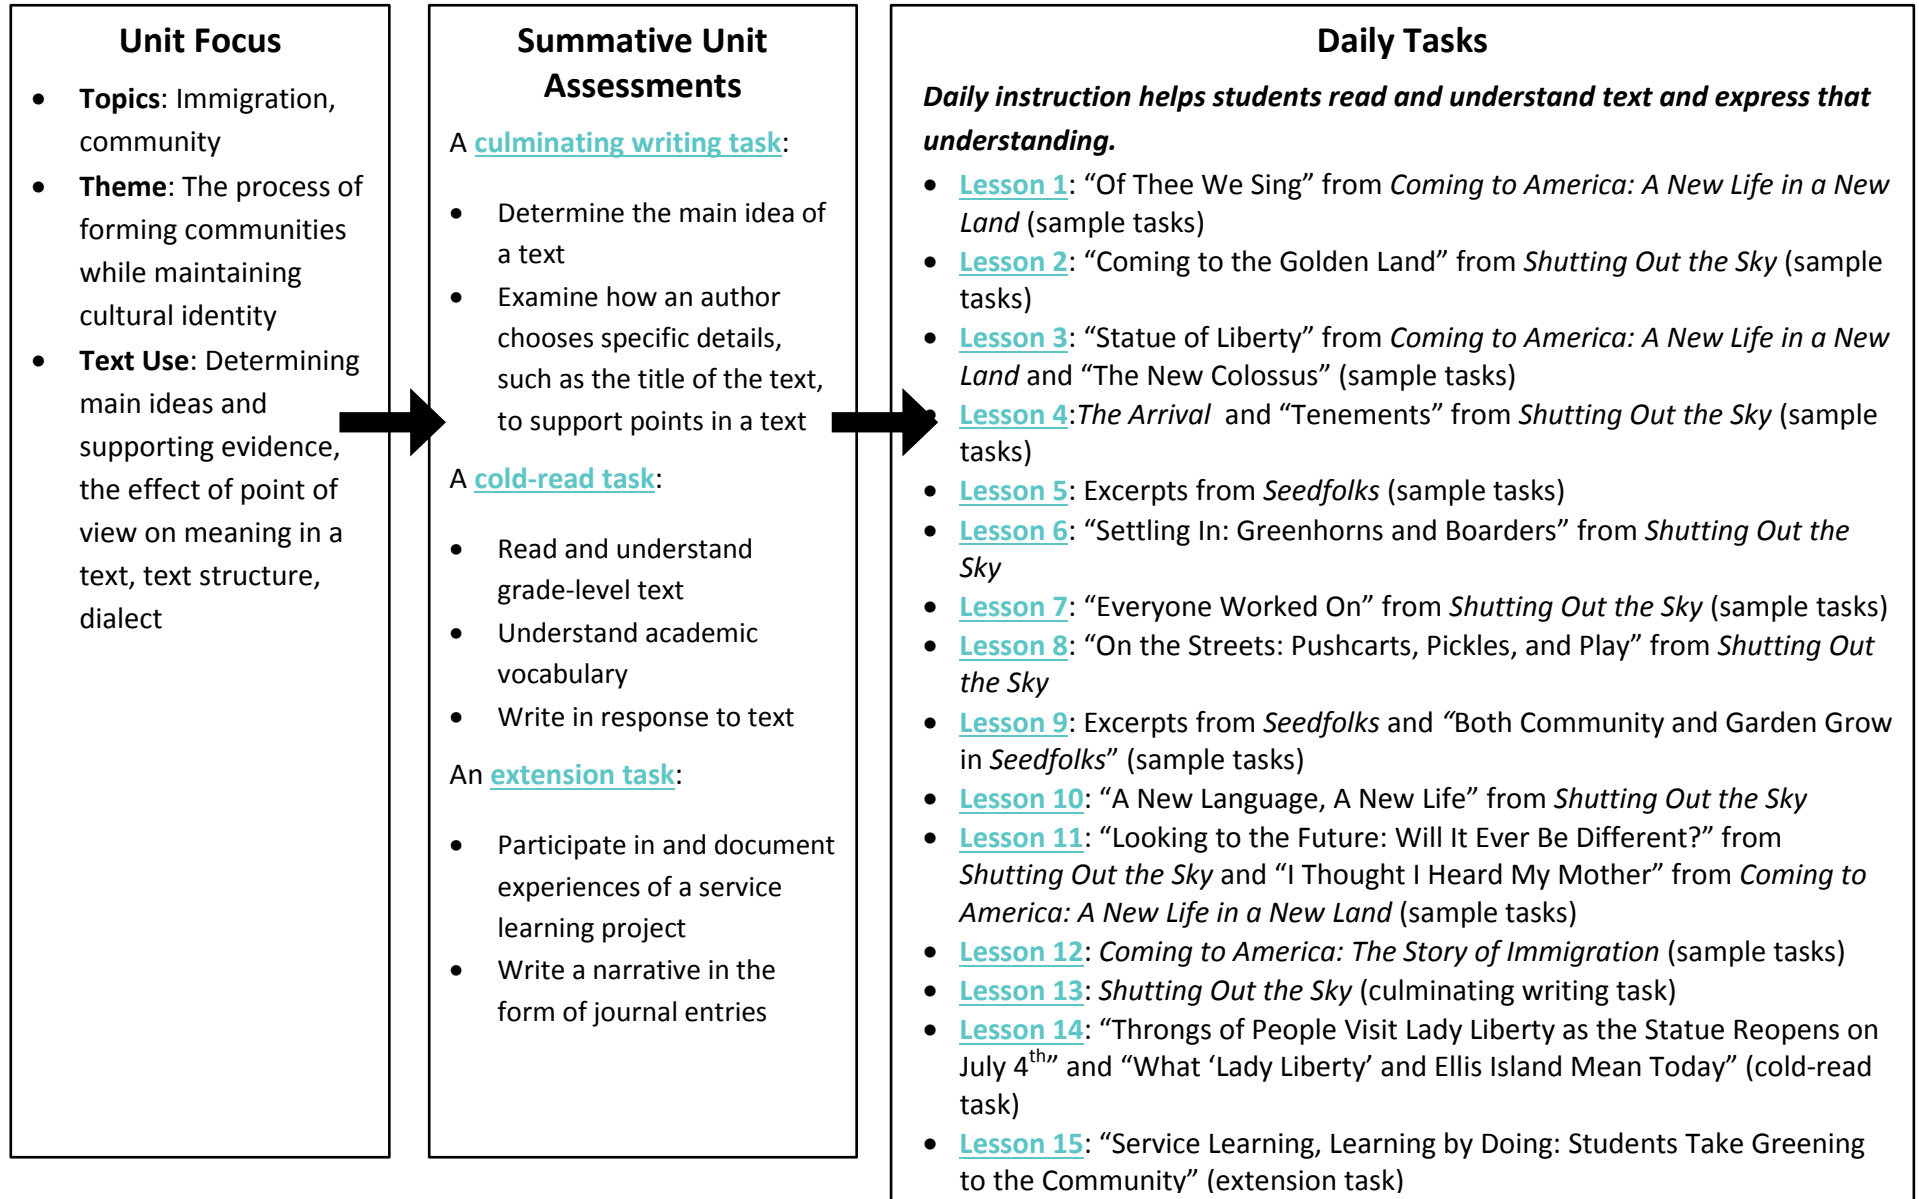 Unit Focus
• Topics: Immigration,
community
• Theme: The process of
forming communities
while maintaining
cultural identity
• Text Use: Determining
main ideas and
supporting evidence,
the effect of point of
view on meaning in a
text, text structure,
dialect
Summative Unit
Assessments
A culminating writing task:
• Determine the main idea of
a text
• Examine how an author
chooses specific details,
such as the title of the text,
to support points in a text
A cold-read task:
• Read and understand
grade-level text
• Understand academic
vocabulary
• Write in response to text
An extension task:
• Participate in and document
experiences of a service
learning project
• Write a narrative in the
form of journal entries
Daily Tasks
Daily instruction helps students read and understand text and express that
understanding.
• Lesson 1: “Of Thee We Sing” from Coming to America: A New Life in a New
Land (sample tasks)
• Lesson 2: “Coming to the Golden Land” from Shutting Out the Sky (sample
tasks)
• Lesson 3: “Statue of Liberty” from Coming to America: A New Life in a New
Land and “The New Colossus” (sample tasks)
• Lesson 4:The Arrival and “Tenements” from Shutting Out the Sky (sample
tasks)
• Lesson 5: Excerpts from Seedfolks (sample tasks)
• Lesson 6: “Settling In: Greenhorns and Boarders” from Shutting Out the
Sky
• Lesson 7: “Everyone Worked On” from Shutting Out the Sky (sample tasks)
• Lesson 8: “On the Streets: Pushcarts, Pickles, and Play” from Shutting Out
the Sky
• Lesson 9: Excerpts from Seedfolks and “Both Community and Garden Grow
in Seedfolks” (sample tasks)
• Lesson 10: “A New Language, A New Life” from Shutting Out the Sky
• Lesson 11: “Looking to the Future: Will It Ever Be Different?” from
Shutting Out the Sky and “I Thought I Heard My Mother” from Coming to
America: A New Life in a New Land (sample tasks)
• Lesson 12: Coming to America: The Story of Immigration (sample tasks)
• Lesson 13: Shutting Out the Sky (culminating writing task)
• Lesson 14: “Throngs of People Visit Lady Liberty as the Statue Reopens on
July 4th” and “What ‘Lady Liberty’ and Ellis Island Mean Today” (cold-read
task)
• Lesson 15: “Service Learning, Learning by Doing: Students Take Greening
to the Community” (extension task)